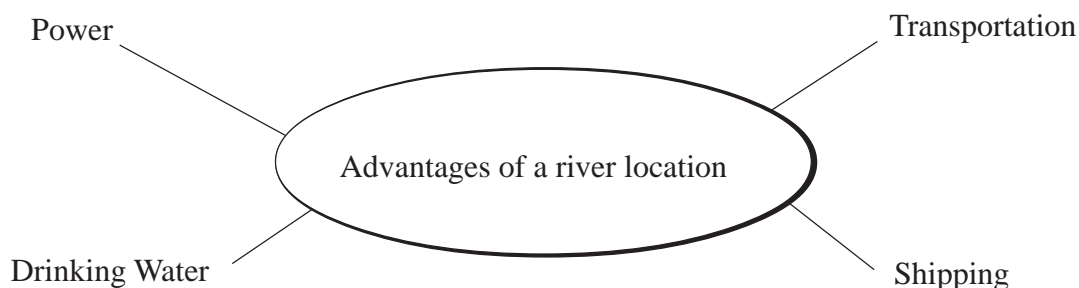 Power
Transportation
Advantages of a river location
Drinking Water
Shipping